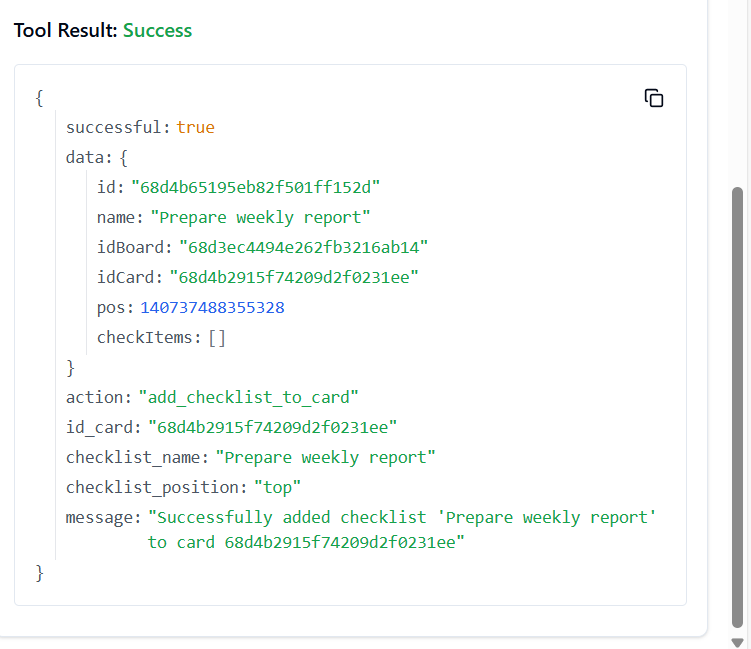 Tool Result: Success
{
successful: true
data: {
id: "68d4b65195eb82f501ff152d"
name: "Prepare weekly report"
idBoard: "68d3ec4494e262fb3216ab14"
idCard: "68d4b2915f74209d2f0231ee"
pos: 140737488355328
checkItems: []
}
action: "add_checklist_to_card"
id_card: "68d4b2915f74209d2f0231ee"
checklist_name: "Prepare weekly report"
checklist_position: "top"
message: "Successfully added checklist 'Prepare weekly report'
to card 68d4b2915f74209d2f0231ee"
}